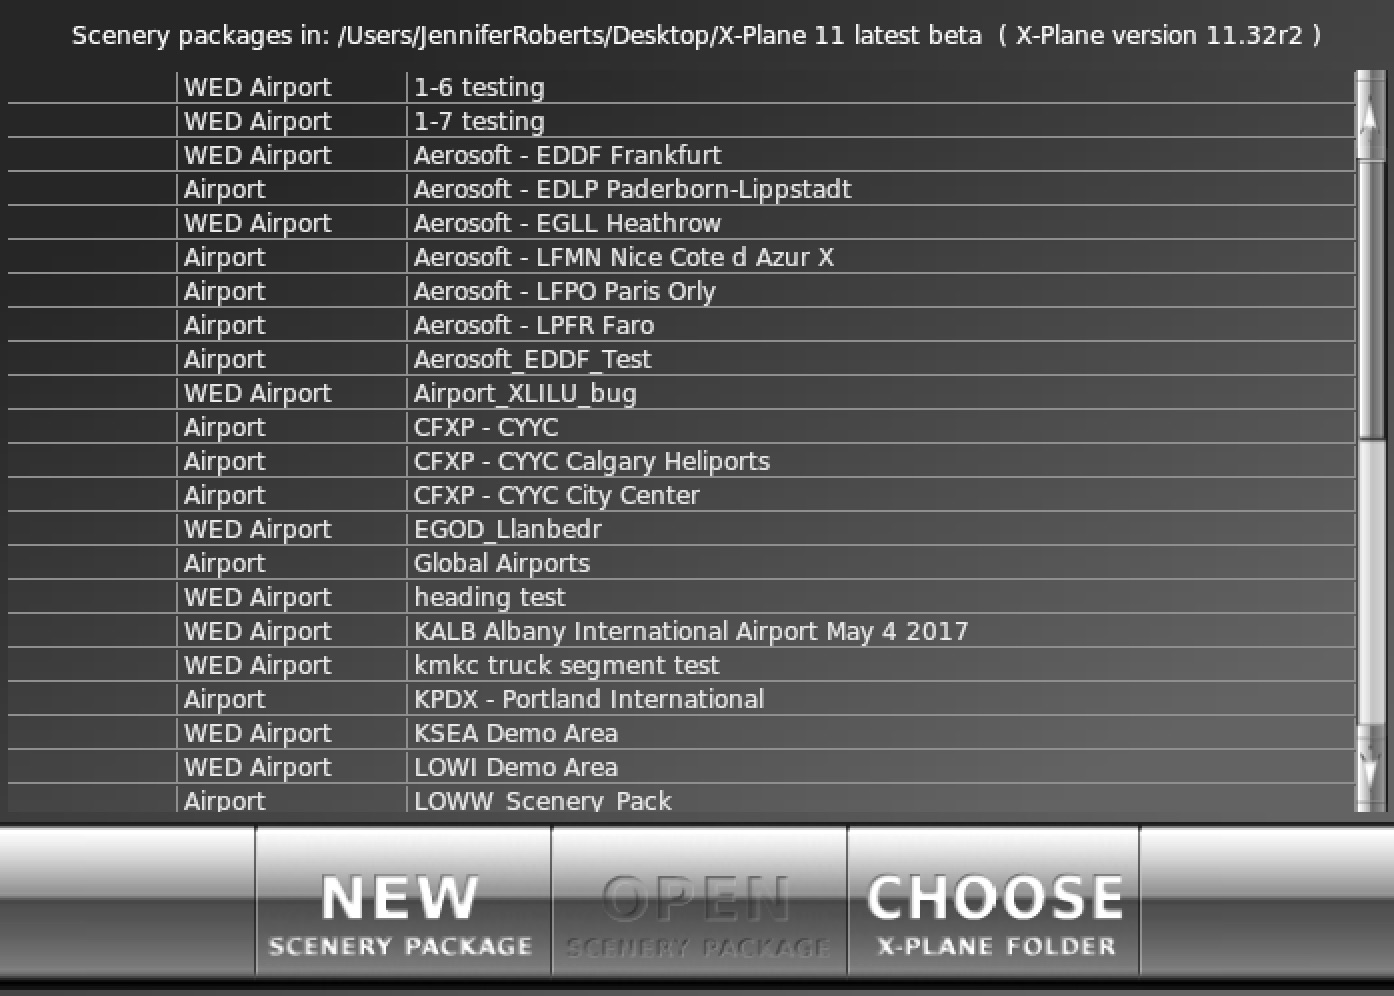 Scenery packages in: /Users/JenniferRoberts/Desktop/X-Plane 11 latest beta ( X-Plane version 11.32r2 )
WED Airport 1-6 testing
WED Airport 1-7 testing
WED Airport Aerosoft - EDDF Frankfurt
Airport Aerosoft - EDLP Paderborn-Lippstadt
WED Airport Aerosoft - EGLL Heathrow
Airport Aerosoft - LFMN Nice Cote d Azur X
Airport Aerosoft - LFPO Paris Orly
Airport Aerosoft - LPFR Faro
Airport Aerosoft_EDDF_Test
WED Airport Airport_XLILU_bug
Airport CFXP - CYYC
Airport CFXP - CYYC Calgary Heliports
Airport CFXP - CYYC City Center
WED Airport EGOD_Llanbedr
Airport Global Airports
WED Airport heading test
WED Airport KALB Albany International Airport May 4 2017
WED Airport kmkc truck segment test
Airport KPDX - Portland International
WED Airport KSEA Demo Area
WED Airport LOWI Demo Area
Airport LOWW Scenery Pack
NEW OPEN CHOOSE
SCENERY PACKAGE SCENERY PACKAGE X-PLANE FOLDER